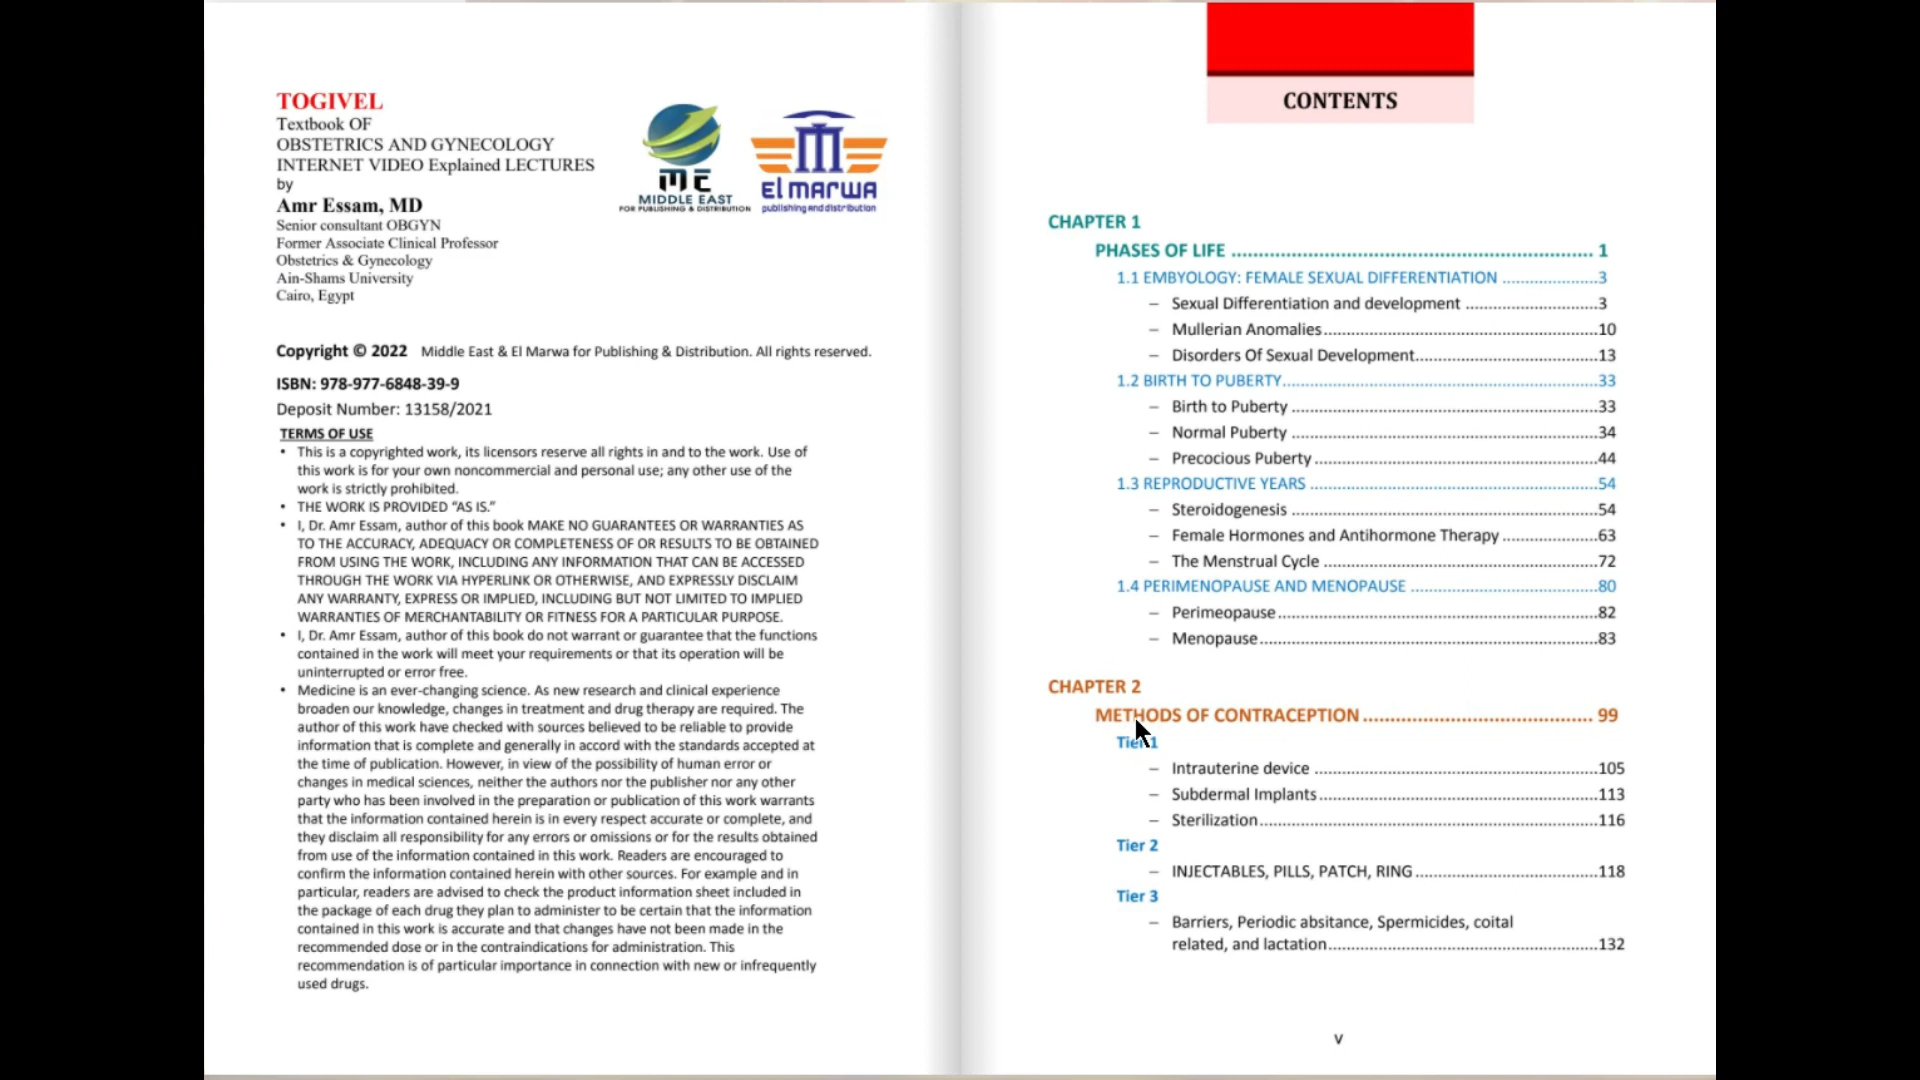 TOGIVEL
Textbook OF
OBSTETRICS AND GYNECOLOGY
INTERNET VIDEO Explained LECTURES
by
Amr Essam, MD
Senior consultant OBGYN
Former Associate Clinical Professor
Obstetrics & Gynecology
Ain-Shams University
Cairo, Egypt
ME
MIDDLE EAST
FOR PUBLISHING & DISTRIBUTION
El MARWA
publishing and distribution
Copyright © 2022 Middle East & El Marwa for Publishing & Distribution. All rights reserved.
ISBN: 978-977-6848-39-9
Deposit Number: 13158/2021
TERMS OF USE
• This is a copyrighted work, its licensors reserve all rights in and to the work. Use of
this work is for your own noncommercial and personal use; any other use of the
work is strictly prohibited.
• THE WORK IS PROVIDED “AS IS.”
• I, Dr. Amr Essam, author of this book MAKE NO GUARANTEES OR WARRANTIES AS
TO THE ACCURACY, ADEQUACY OR COMPLETENESS OF OR RESULTS TO BE OBTAINED
FROM USING THE WORK, INCLUDING ANY INFORMATION THAT CAN BE ACCESSED
THROUGH THE WORK VIA HYPERLINK OR OTHERWISE, AND EXPRESSLY DISCLAIM
ANY WARRANTY, EXPRESS OR IMPLIED, INCLUDING BUT NOT LIMITED TO IMPLIED
WARRANTIES OF MERCHANTABILITY OR FITNESS FOR A PARTICULAR PURPOSE.
• I, Dr. Amr Essam, author of this book do not warrant or guarantee that the functions
contained in the work will meet your requirements or that its operation will be
uninterrupted or error free.
• Medicine is an ever-changing science. As new research and clinical experience
broaden our knowledge, changes in treatment and drug therapy are required. The
author of this work have checked with sources believed to be reliable to provide
information that is complete and generally in accord with the standards accepted at
the time of publication. However, in view of the possibility of human error or
changes in medical sciences, neither the authors nor the publisher nor any other
party who has been involved in the preparation or publication of this work warrants
that the information contained herein is in every respect accurate or complete, and
they disclaim all responsibility for any errors or omissions or for the results obtained
from use of the information contained in this work. Readers are encouraged to
confirm the information contained herein with other sources. For example and in
particular, readers are advised to check the product information sheet included in
the package of each drug they plan to administer to be certain that the information
contained in this work is accurate and that changes have not been made in the
recommended dose or in the contraindications for administration. This
recommendation is of particular importance in connection with new or infrequently
used drugs.
CONTENTS
CHAPTER 1
PHASES OF LIFE ........ 1
1.1 EMBYOLOGY: FEMALE SEXUAL DIFFERENTIATION ........ 3
– Sexual Differentiation and development ........ 3
– Mullerian Anomalies ........ 10
– Disorders Of Sexual Development ........ 13
1.2 BIRTH TO PUBERTY ........ 33
– Birth to Puberty ........ 33
– Normal Puberty ........ 34
– Precocious Puberty ........ 44
1.3 REPRODUCTIVE YEARS ........ 54
– Steroidogenesis ........ 54
– Female Hormones and Antihormone Therapy ........ 63
– The Menstrual Cycle ........ 72
1.4 PERIMENOPAUSE AND MENOPAUSE ........ 80
– Perimeopause ........ 82
– Menopause ........ 83
CHAPTER 2
METHODS OF CONTRACEPTION ........ 99
Tier 1
– Intrauterine device ........ 105
– Subdermal Implants ........ 113
– Sterilization ........ 116
Tier 2
– INJECTABLES, PILLS, PATCH, RING ........ 118
Tier 3
– Barriers, Periodic absitance, Spermicides, coital
related, and lactation ........ 132
v